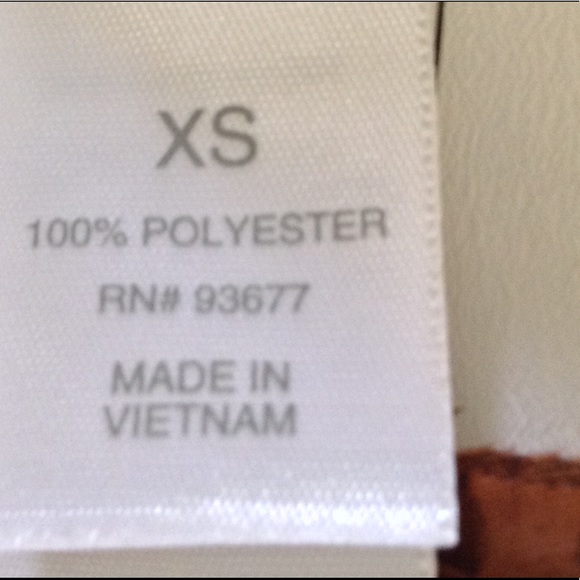 XS
100% POLYESTER
RN# 93677
MADE IN
VIETNAM